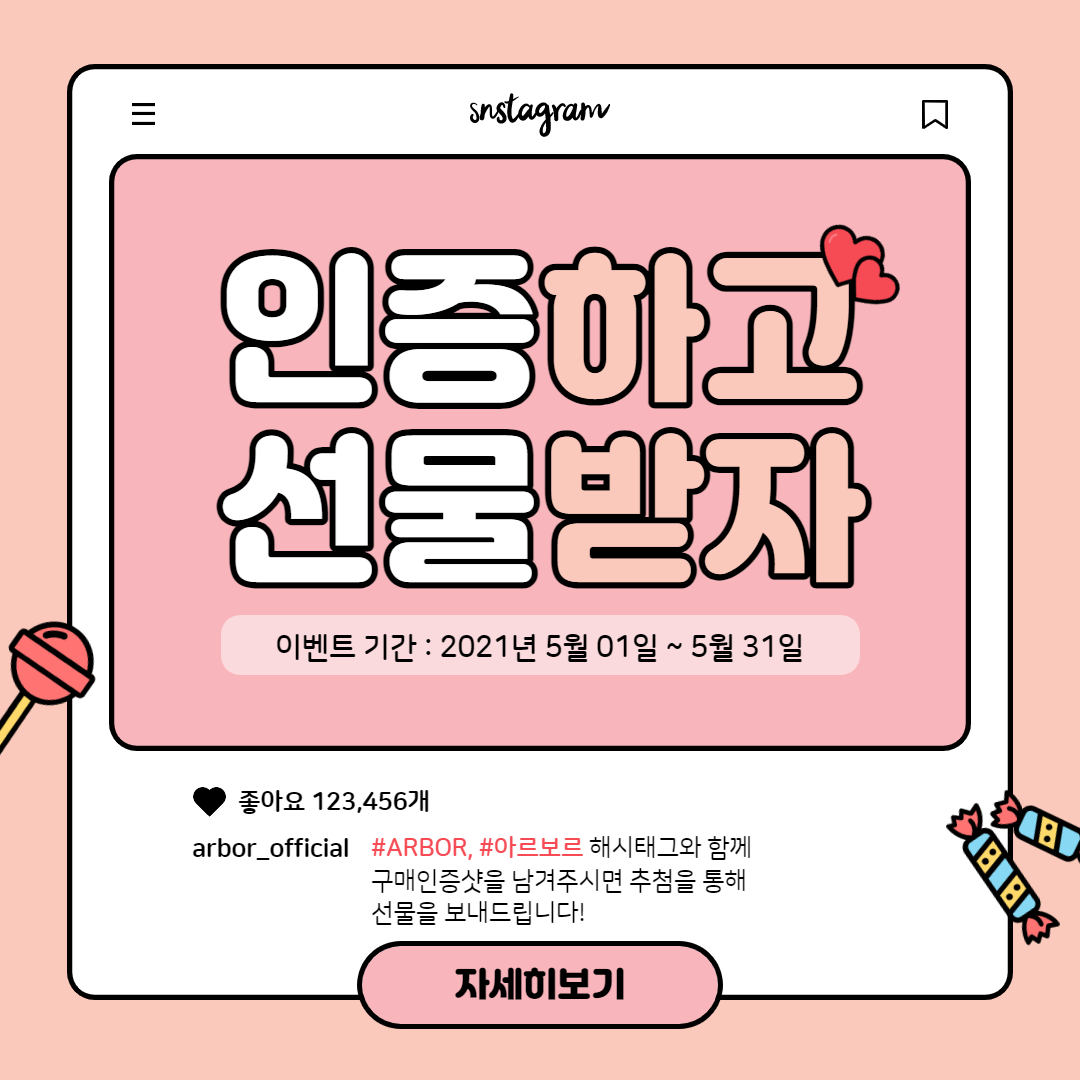 snstagram
인증하고
선물받자
이벤트 기간 : 2021년 5월 01일 ~ 5월 31일
좋아요 123,456개
arbor_official #ARBOR, #아르보르 해시태그와 함께
구매인증샷을 남겨주시면 추첨을 통해
선물을 보내드립니다!
자세히보기